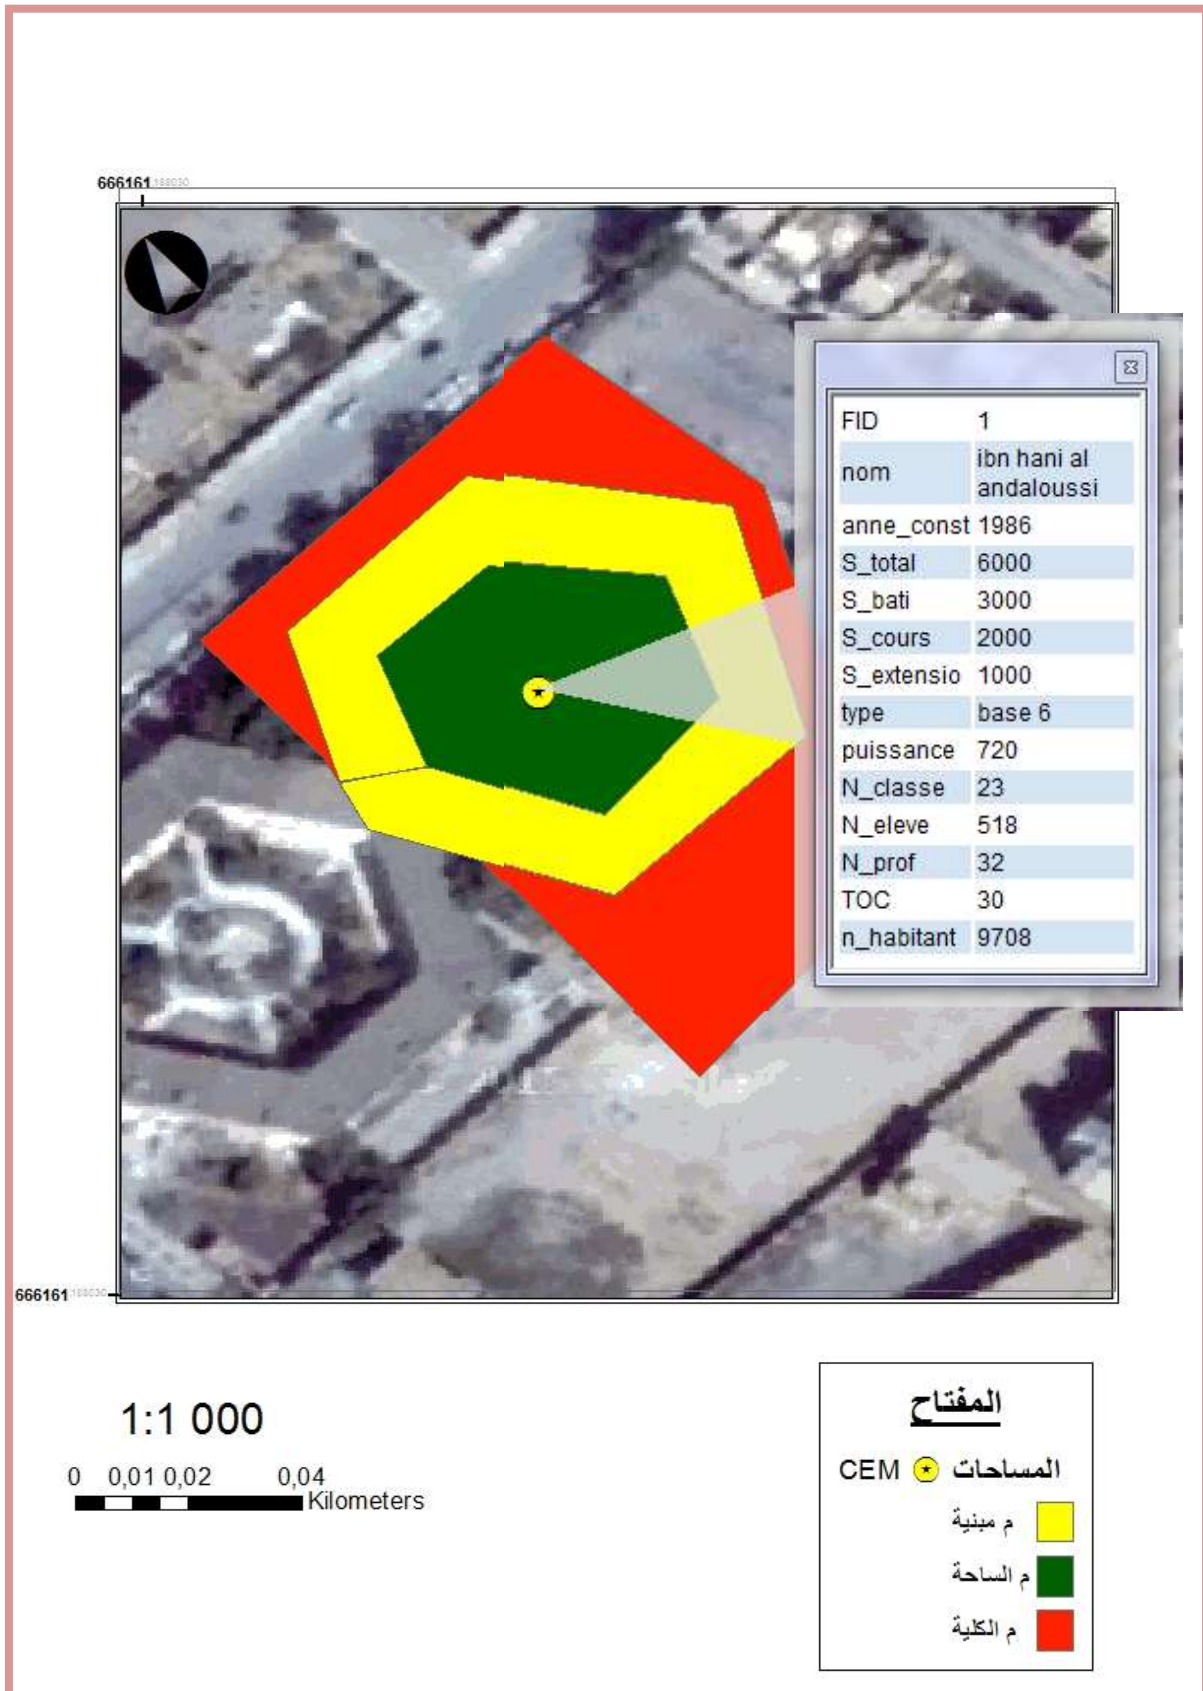 666161.188030
FID 1
nom ibn hani al
andaloussi
anne_const 1986
S_total 6000
S_bati 3000
S_cours 2000
S_extensio 1000
type base 6
puissance 720
N_classe 23
N_eleve 518
N_prof 32
TOC 30
n_habitant 9708
666161.188030
1:1 000
0 0,01 0,02 0,04
Kilometers
المفتاح
المساحات CEM
م مبنية
م الساحة
م الكلية